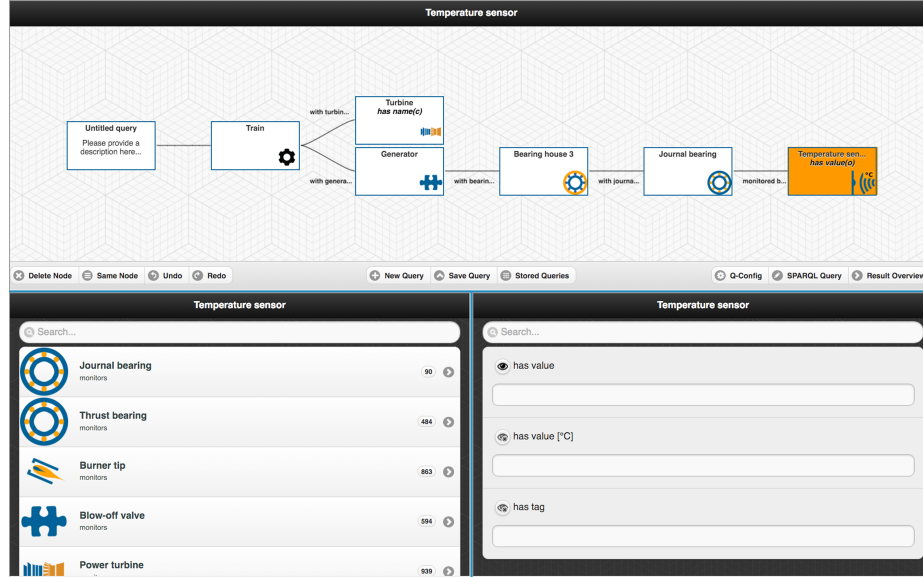 Temperature sensor
Untitled query
Please provide a
description here...
Train
with turbin...
Turbine
has name(c)
with genera...
Generator
with bearin...
Bearing house 3
with journa...
Journal bearing
monitored b...
Temperature sen...
has value(o)
°C
Delete Node
Same Node
Undo
Redo
New Query
Save Query
Stored Queries
Q-Config
SPARQL Query
Result Overview
Temperature sensor
Search...
Journal bearing
monitors
90
Thrust bearing
monitors
484
Burner tip
monitors
863
Blow-off valve
monitors
594
Power turbine
939
Temperature sensor
Search...
has value
has value [°C]
has tag